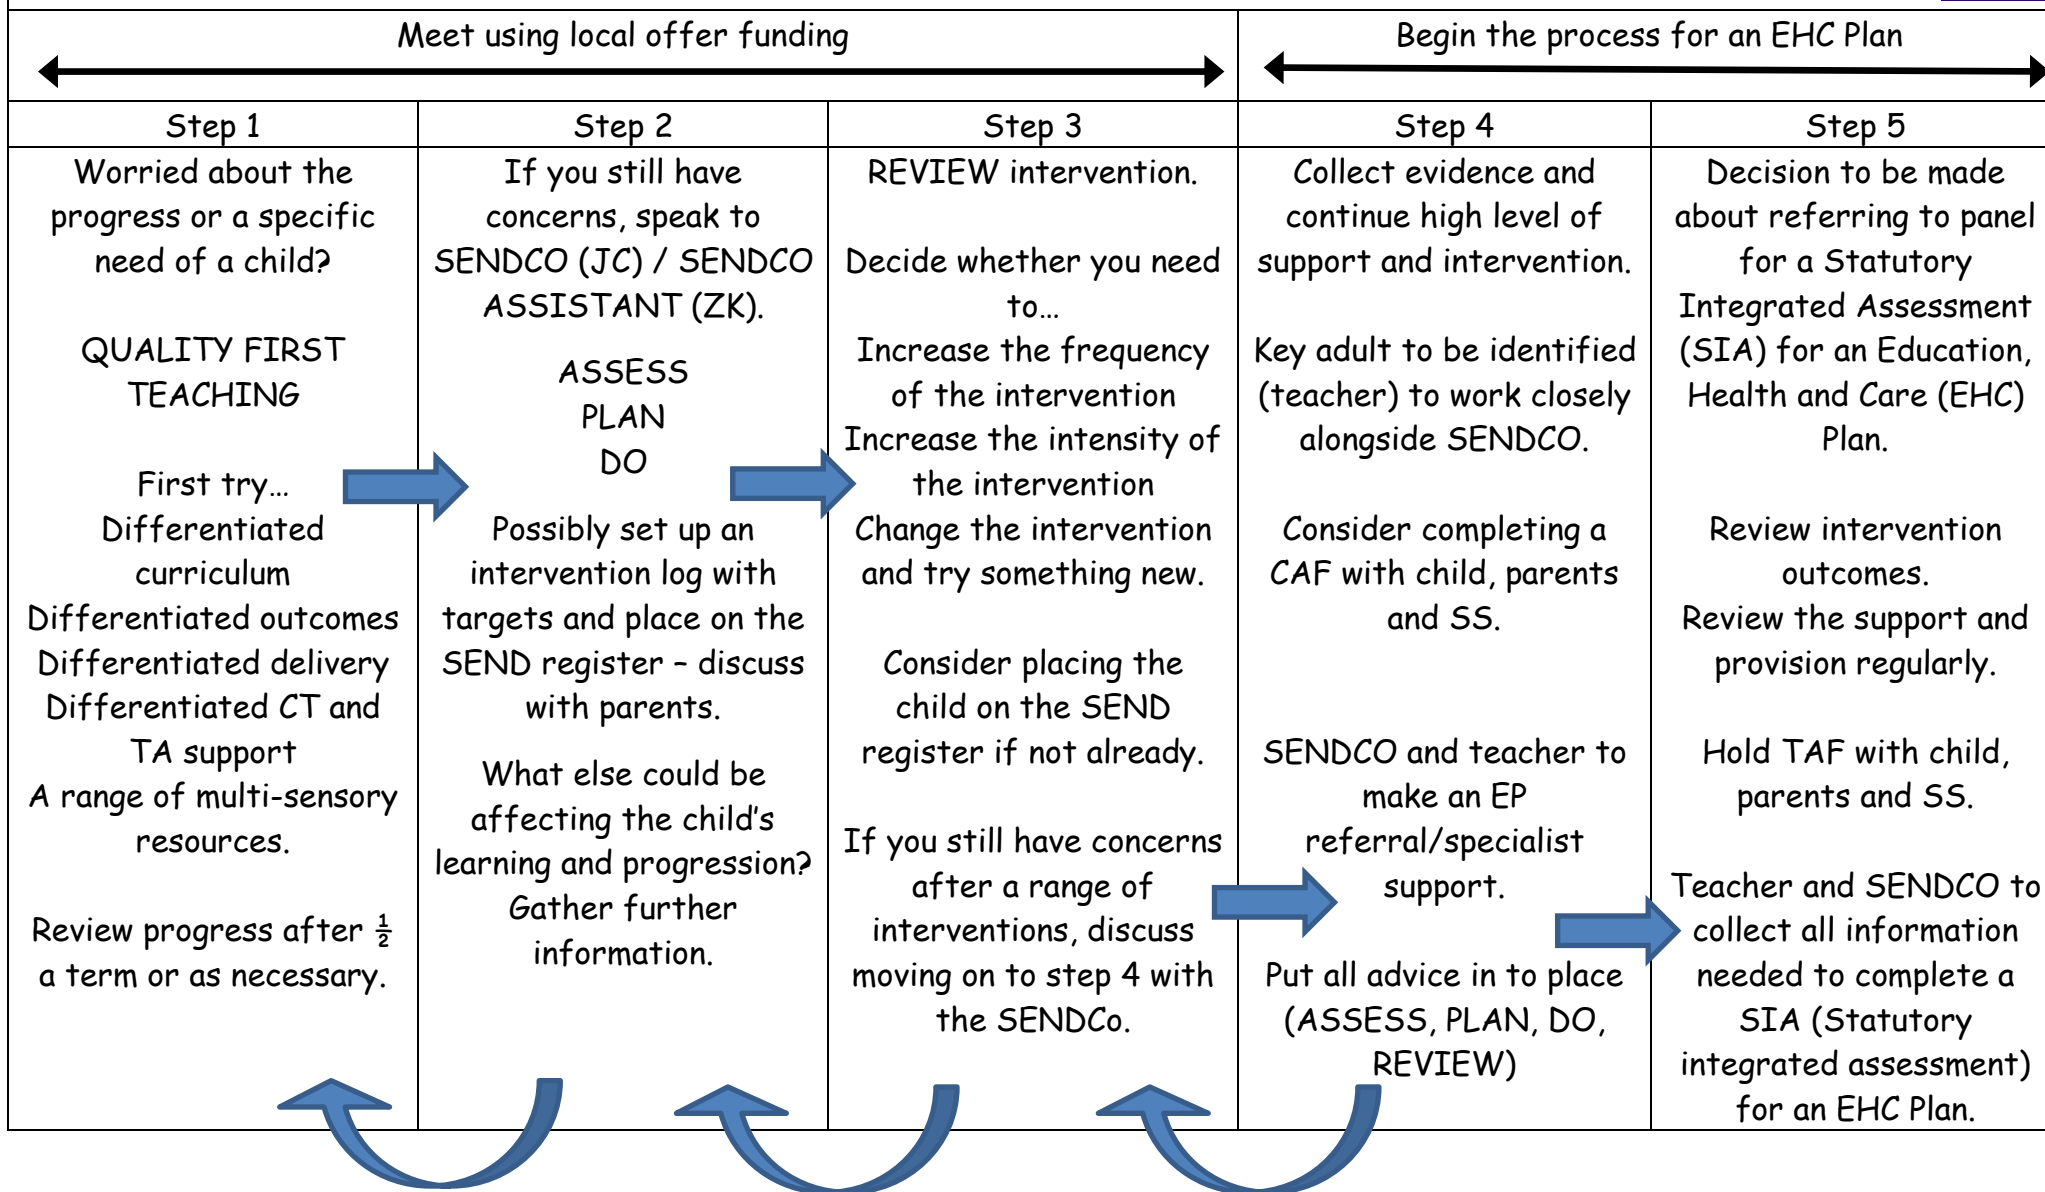 Meet using local offer funding
Begin the process for an EHC Plan
Step 1
Step 2
Step 3
Step 4
Step 5
Worried about the
progress or a specific
need of a child?
QUALITY FIRST
TEACHING
First try…
Differentiated
curriculum
Differentiated outcomes
Differentiated delivery
Differentiated CT and
TA support
A range of multi-sensory
resources.
Review progress after ½
a term or as necessary.
If you still have
concerns, speak to
SENDCO (JC) / SENDCO
ASSISTANT (ZK).
ASSESS
PLAN
DO
Possibly set up an
intervention log with
targets and place on the
SEND register – discuss
with parents.
What else could be
affecting the child's
learning and progression?
Gather further
information.
REVIEW intervention.
Decide whether you need
to…
Increase the frequency
of the intervention
Increase the intensity of
the intervention
Change the intervention
and try something new.
Consider placing the
child on the SEND
register if not already.
If you still have concerns
after a range of
interventions, discuss
moving on to step 4 with
the SENDCo.
Collect evidence and
continue high level of
support and intervention.
Key adult to be identified
(teacher) to work closely
alongside SENDCO.
Consider completing a
CAF with child, parents
and SS.
SENDCO and teacher to
make an EP
referral/specialist
support.
Put all advice in to place
(ASSESS, PLAN, DO,
REVIEW)
Decision to be made
about referring to panel
for a Statutory
Integrated Assessment
(SIA) for an Education,
Health and Care (EHC)
Plan.
Review intervention
outcomes.
Review the support and
provision regularly.
Hold TAF with child,
parents and SS.
Teacher and SENDCO to
collect all information
needed to complete a
SIA (Statutory
integrated assessment)
for an EHC Plan.